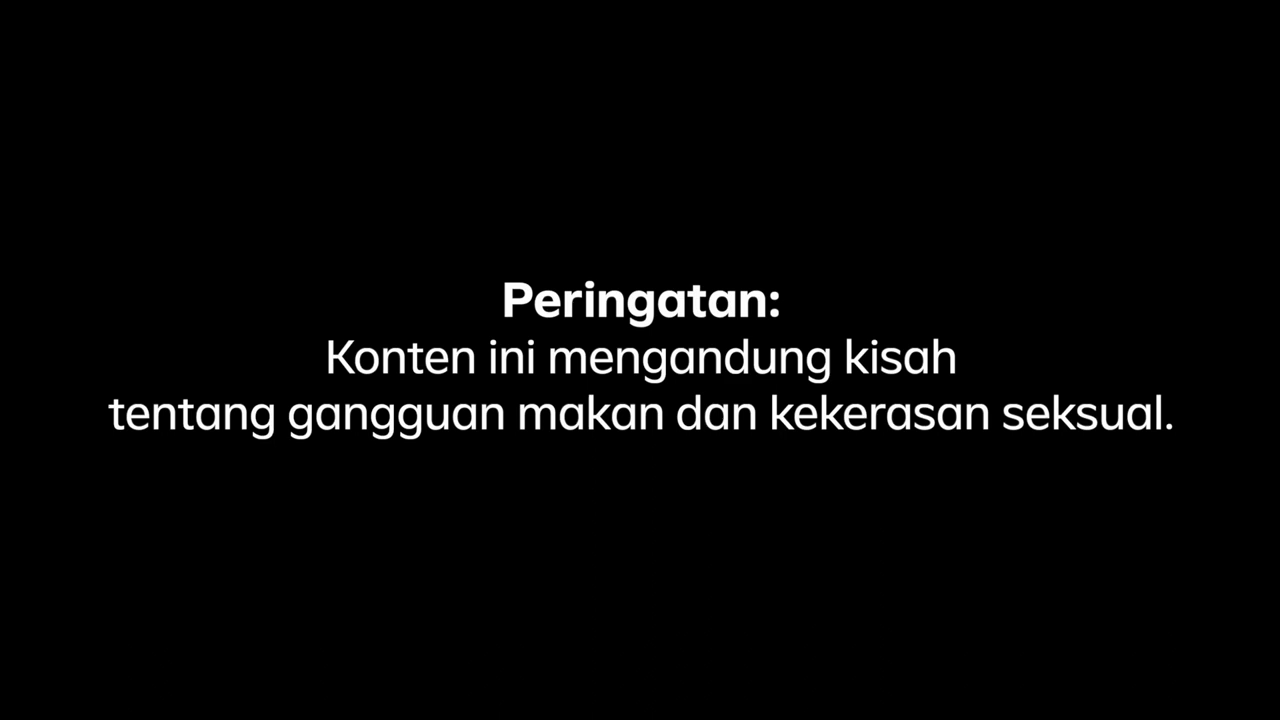 Peringatan:
Konten ini mengandung kisah
tentang gangguan makan dan kekerasan seksual.